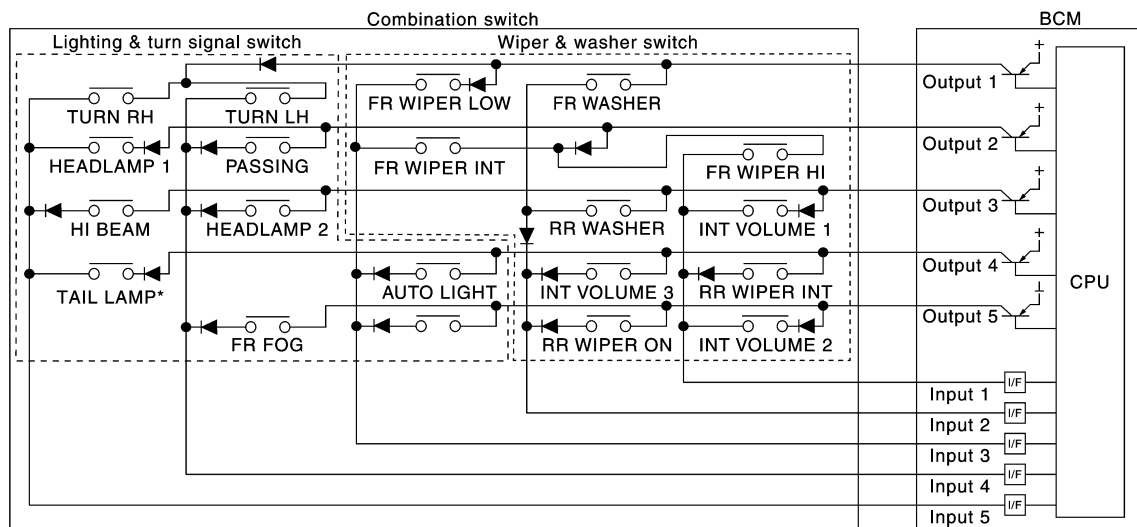 Combination switch
BCM
Lighting & turn signal switch
Wiper & washer switch
+
Output 1
TURN RH
TURN LH
FR WIPER LOW
FR WASHER
+
Output 2
HEADLAMP 1
PASSING
FR WIPER INT
FR WIPER HI
+
Output 3
HI BEAM
HEADLAMP 2
RR WASHER
INT VOLUME 1
+
Output 4
TAIL LAMP*
AUTO LIGHT
INT VOLUME 3
RR WIPER INT
CPU
+
Output 5
FR FOG
RR WIPER ON
INT VOLUME 2
I/F
Input 1
I/F
Input 2
I/F
Input 3
I/F
Input 4
I/F
Input 5